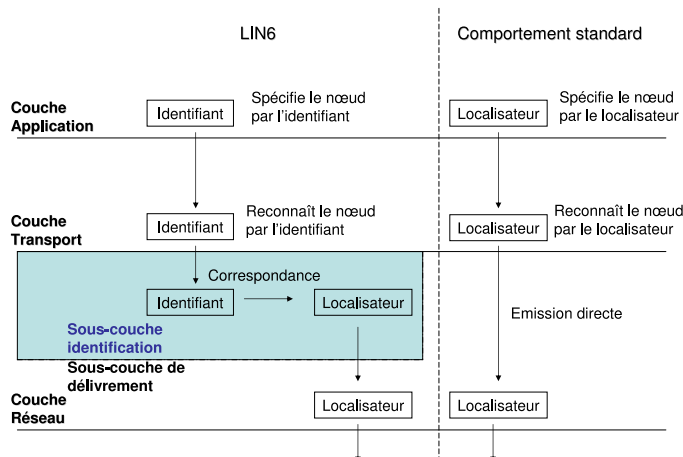 LIN6
Comportement standard
Couche
Application
Identifiant
Spécifie le nœud
par l'identifiant
Localisateur
Spécifie le nœud
par le localisateur
Couche
Transport
Identifiant
Reconnaît le nœud
par l'identifiant
Localisateur
Reconnaît le nœud
par le localisateur
Correspondance
Identifiant
Localisateur
Emission directe
Sous-couche
identification
Sous-couche de
délivrement
Couche
Réseau
Localisateur
Localisateur